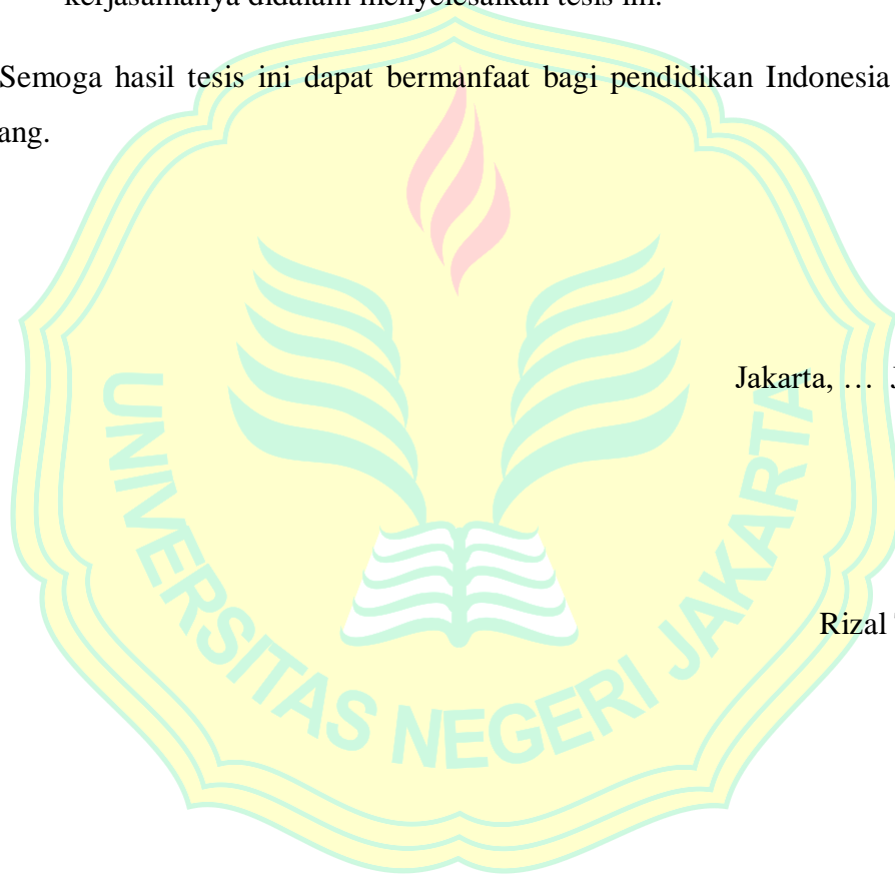 kerjasamanya didalam menyelesaikan tesis ini.
Semoga hasil tesis ini dapat bermanfaat bagi pendidikan Indonesia
ang.
Jakarta, … J
Rizal
UNIVERSITAS NEGERI JAKARTA